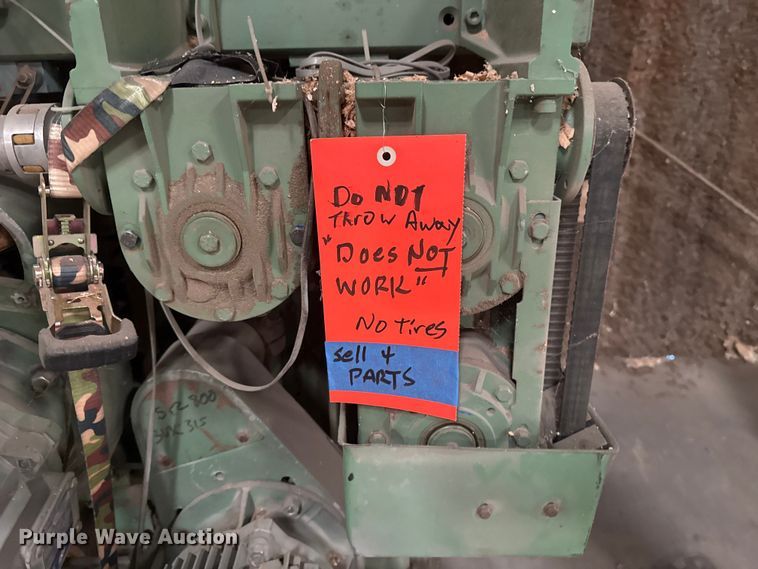 Do NOT
THROW AWAY
"Does NOT
WORK"
No Tires
Sell 4
PARTS
Purple Wave Auction